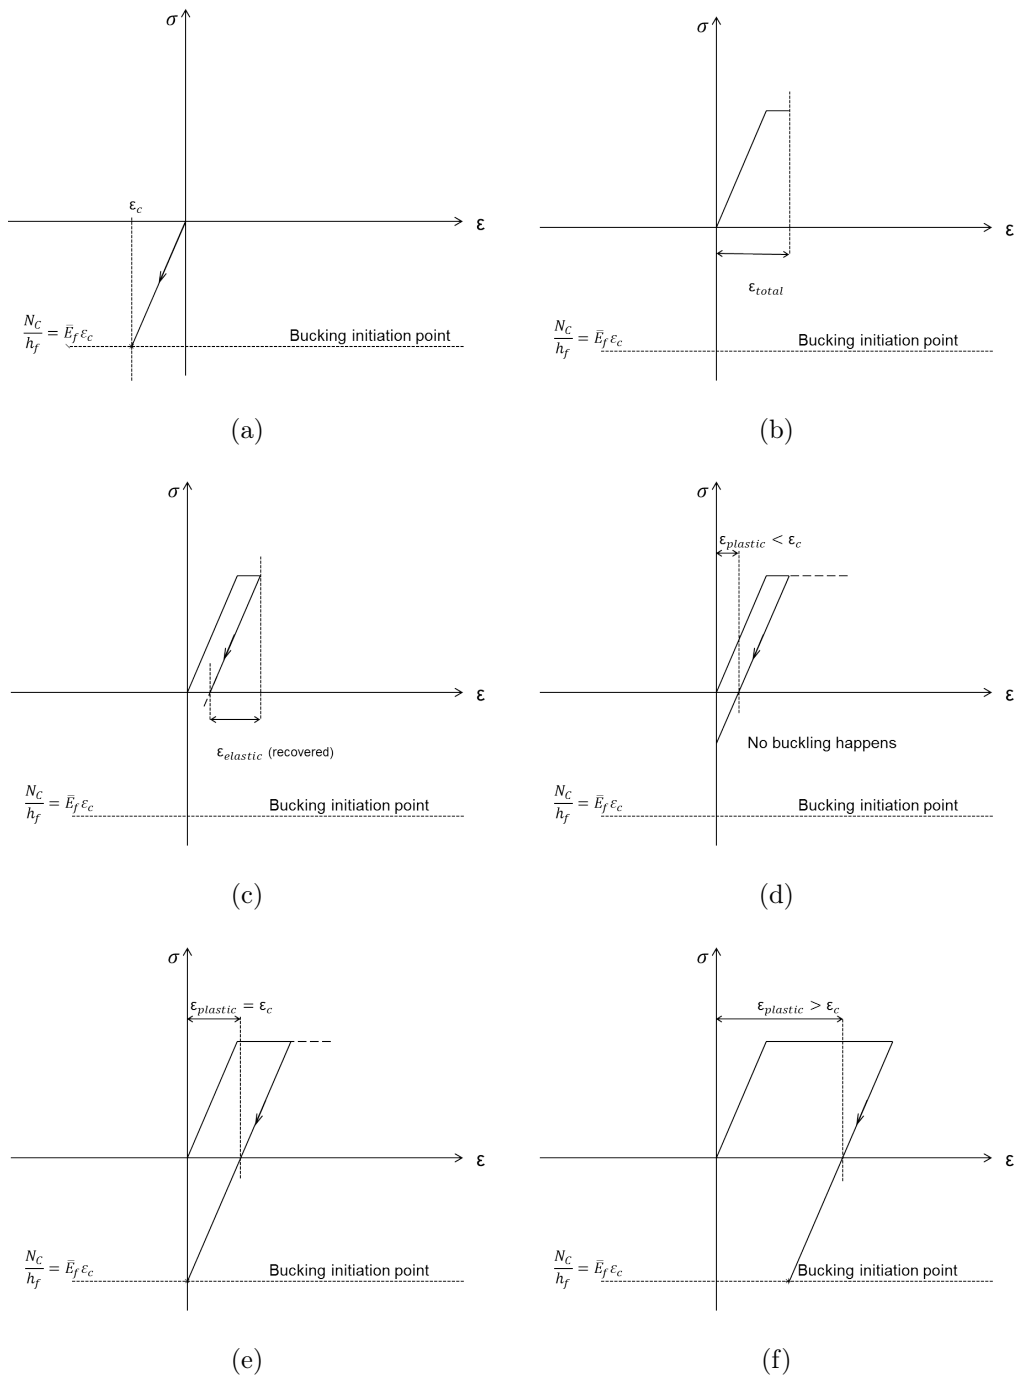 σ
ε_c
ε
N_C/h_f = Ē_f ε_c
Bucking initiation point
(a)
σ
ε
ε_total
N_C/h_f = Ē_f ε_c
Bucking initiation point
(b)
σ
ε
ε_elastic (recovered)
N_C/h_f = Ē_f ε_c
Bucking initiation point
(c)
σ
ε_plastic < ε_c
ε
No buckling happens
N_C/h_f = Ē_f ε_c
Bucking initiation point
(d)
σ
ε_plastic = ε_c
ε
N_C/h_f = Ē_f ε_c
Bucking initiation point
(e)
σ
ε_plastic > ε_c
ε
N_C/h_f = Ē_f ε_c
Bucking initiation point
(f)